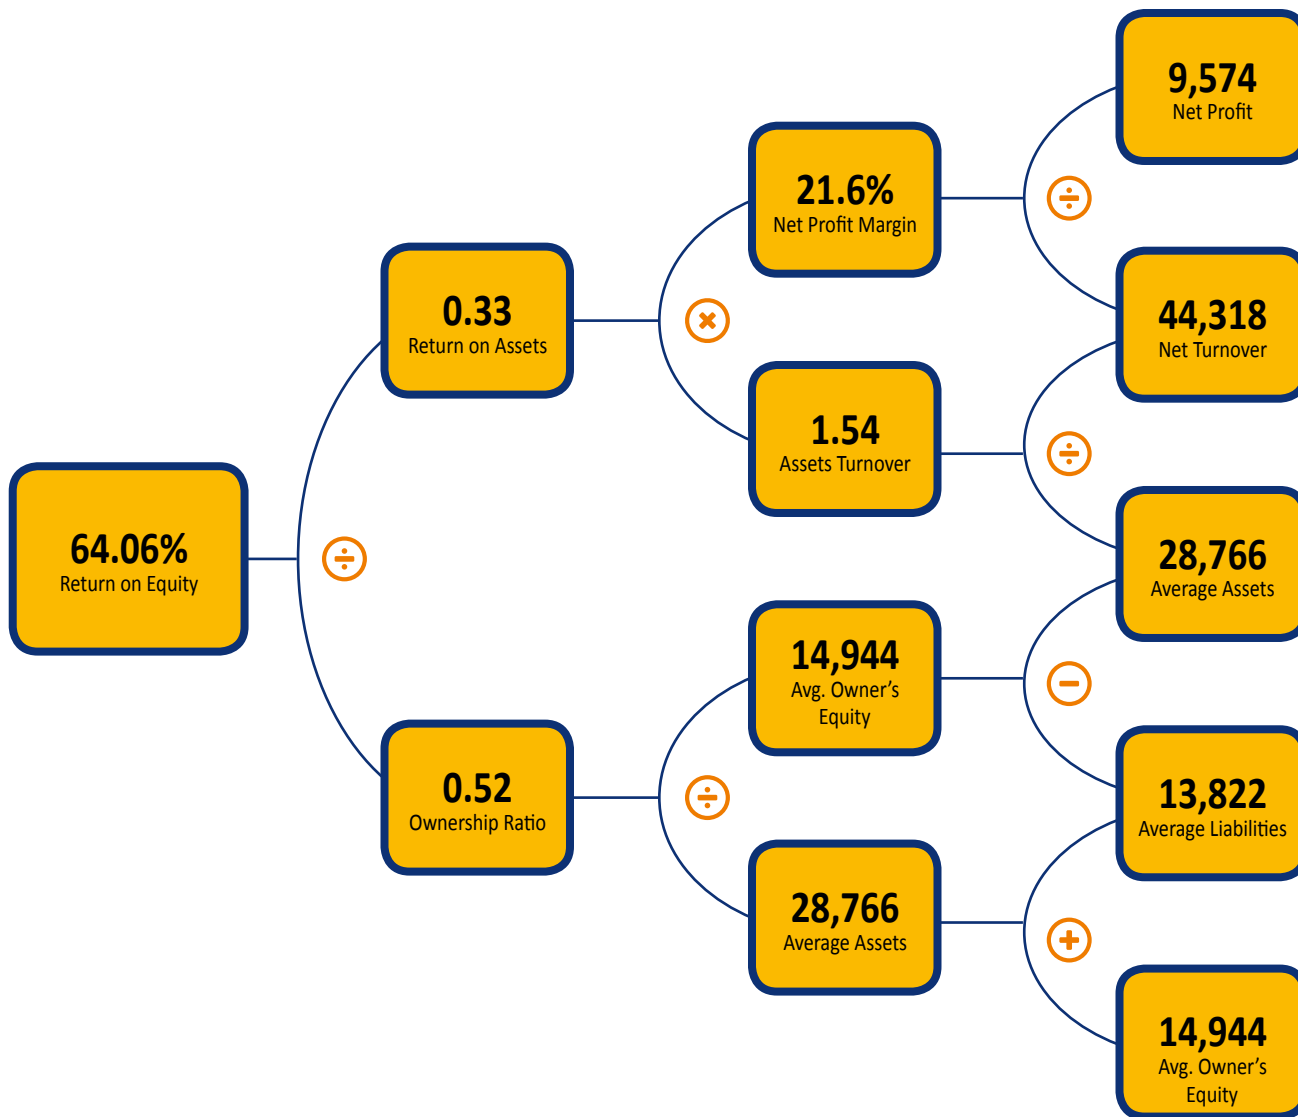 9,574
Net Profit
21.6%
Net Profit Margin
÷
0.33
Return on Assets
×
44,318
Net Turnover
1.54
Assets Turnover
÷
64.06%
Return on Equity
÷
28,766
Average Assets
14,944
Avg. Owner’s
Equity
−
0.52
Ownership Ratio
÷
13,822
Average Liabilities
28,766
Average Assets
+
14,944
Avg. Owner’s
Equity